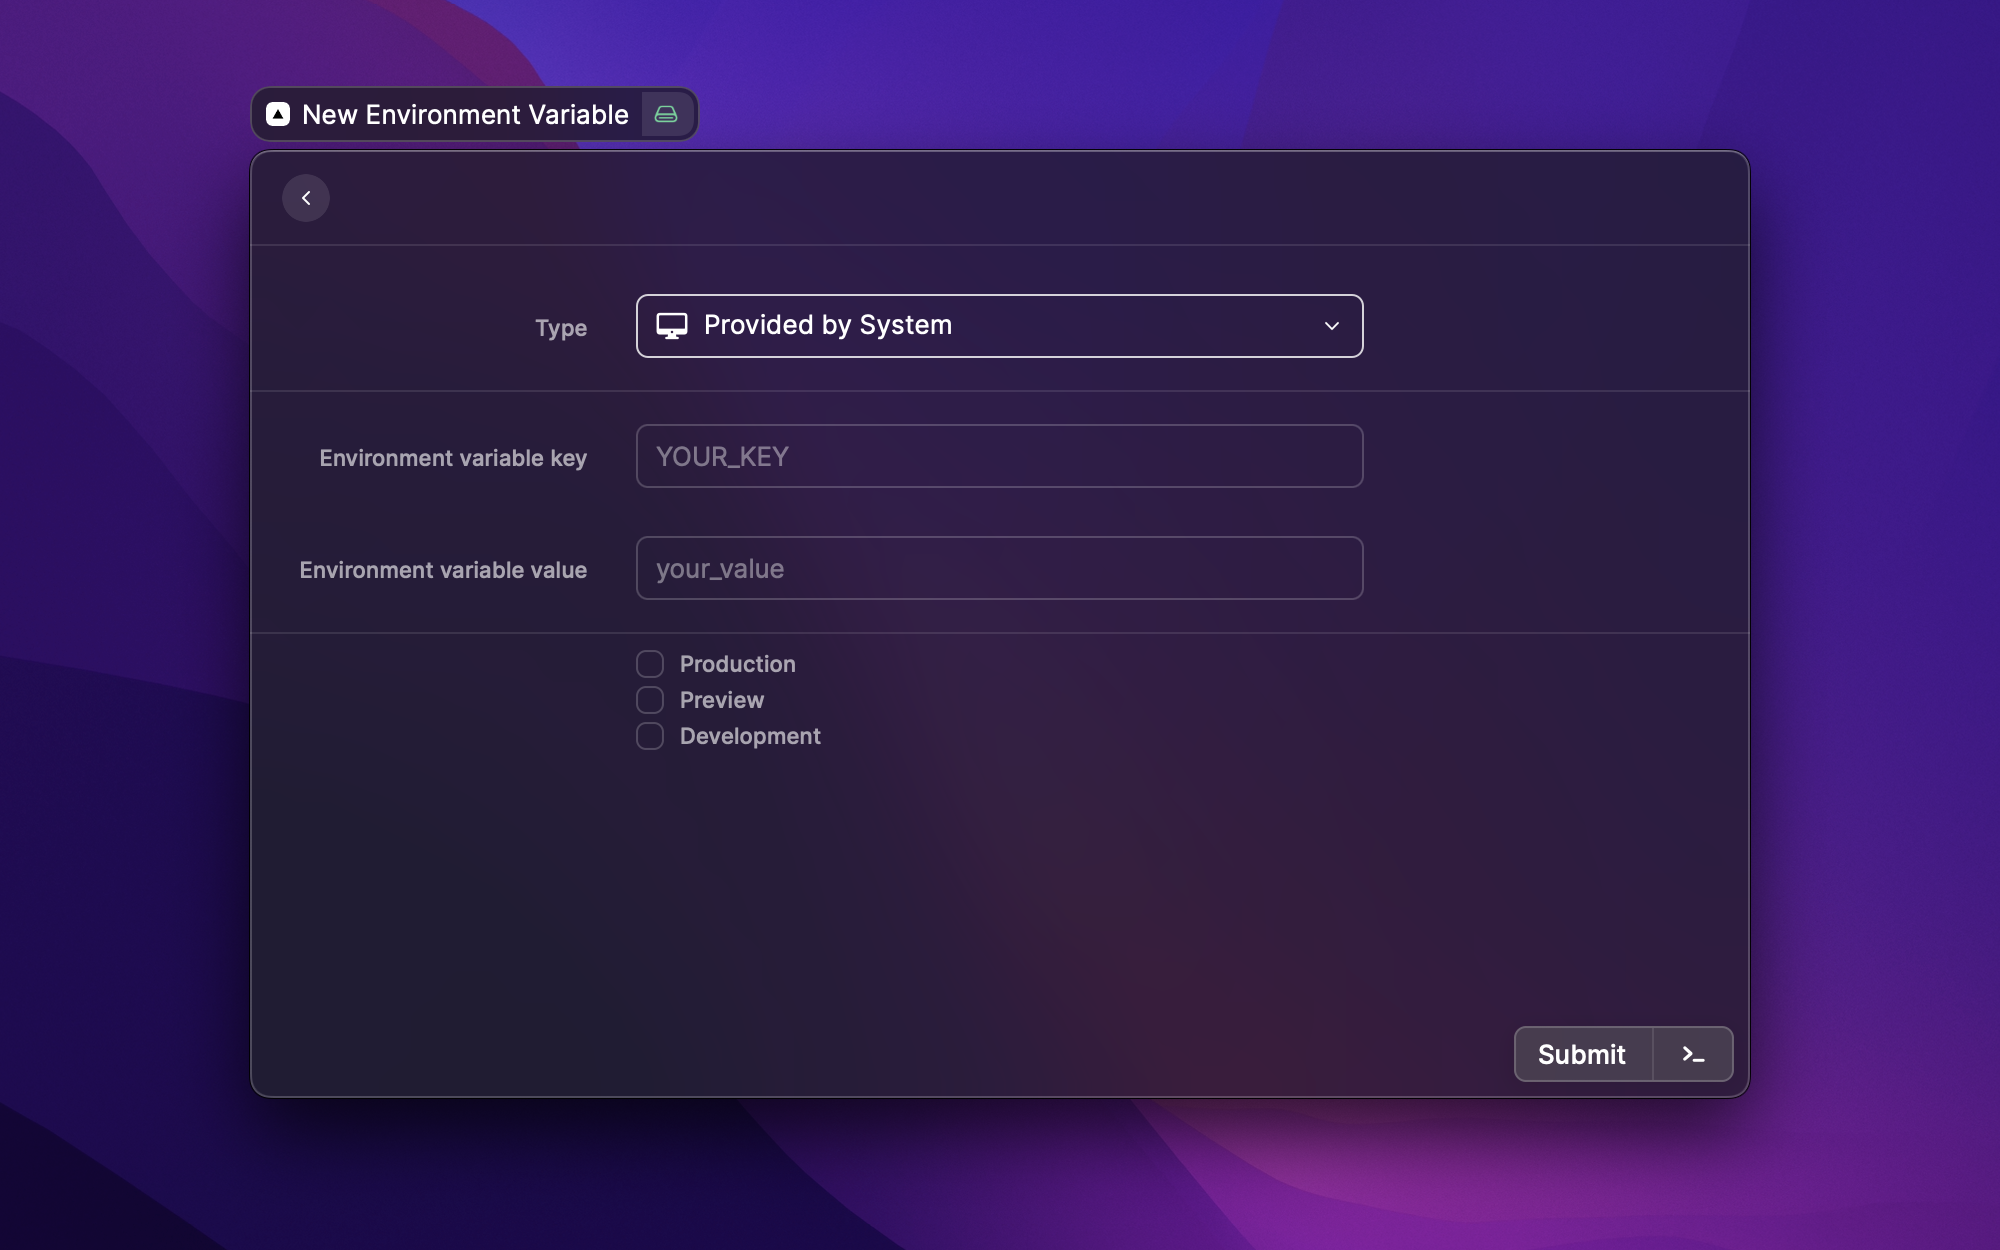 New Environment Variable
Type
Provided by System
Environment variable key
YOUR_KEY
Environment variable value
your_value
Production
Preview
Development
Submit